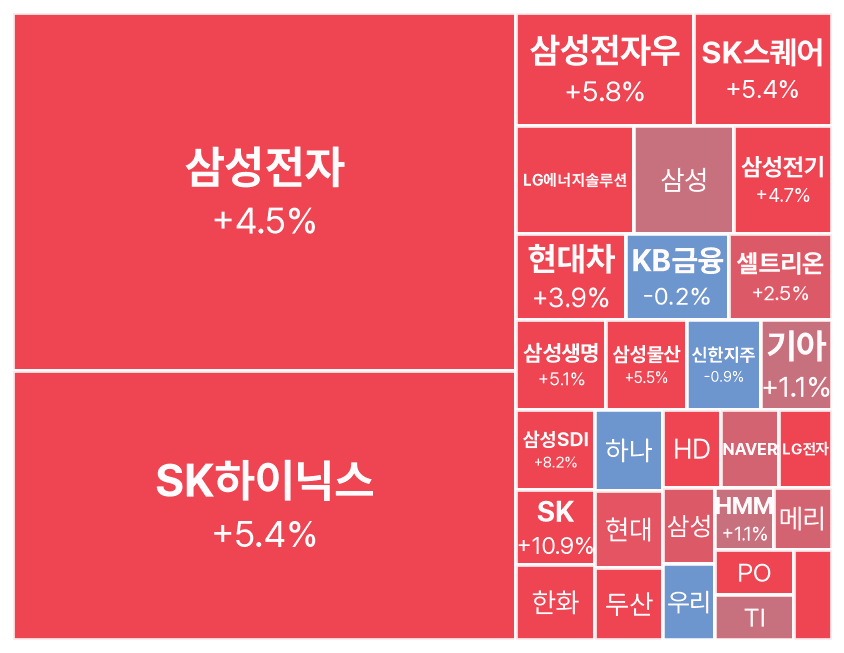 삼성전자
+4.5%
SK하이닉스
+5.4%
삼성전자우
+5.8%
SK스퀘어
+5.4%
LG에너지솔루션
삼성
삼성전기
+4.7%
현대차
+3.9%
KB금융
-0.2%
셀트리온
+2.5%
삼성생명
+5.1%
삼성물산
+5.5%
신한지주
-0.9%
기아
+1.1%
삼성SDI
+8.2%
하나
HD
NAVER
LG전자
SK
+10.9%
현대
삼성
HMM
+1.1%
메리
한화
두산
우리
PO
TI